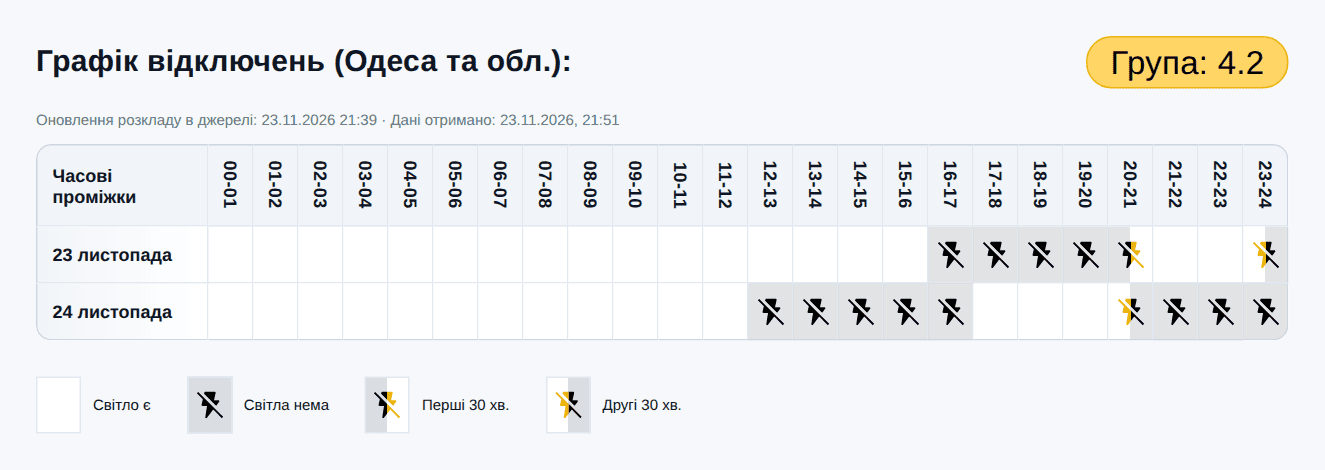 Графік відключень (Одеса та обл.):
Група: 4.2
Оновлення розкладу в джерелі: 23.11.2026 21:39 · Дані отримано: 23.11.2026, 21:51
Часові
проміжки
00-01
01-02
02-03
03-04
04-05
05-06
06-07
07-08
08-09
09-10
10-11
11-12
12-13
13-14
14-15
15-16
16-17
17-18
18-19
19-20
20-21
21-22
22-23
23-24
23 листопада
24 листопада
Світло є
Світла нема
Перші 30 хв.
Другі 30 хв.